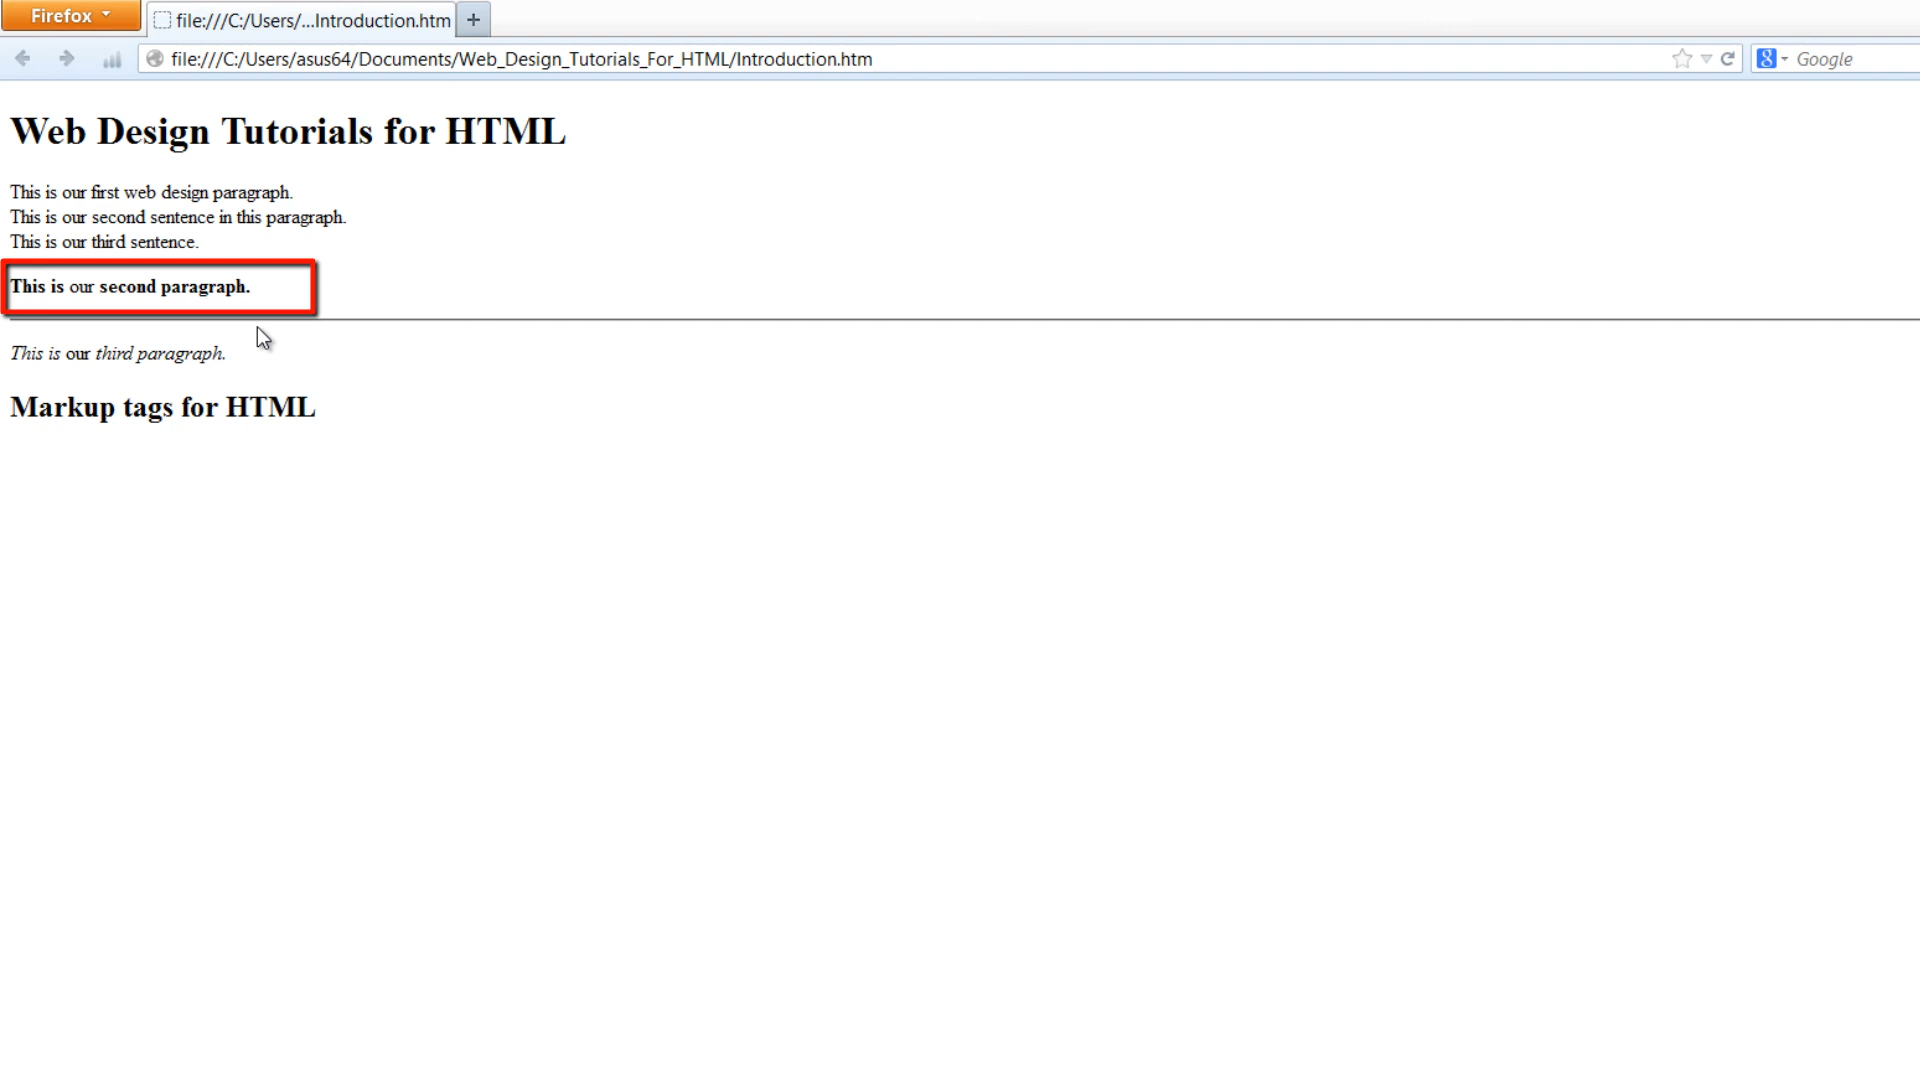 Firefox
file:///C:/Users/...Introduction.htm
+
file:///C:/Users/asus64/Documents/Web_Design_Tutorials_For_HTML/Introduction.htm
8
Google
Web Design Tutorials for HTML
This is our first web design paragraph.
This is our second sentence in this paragraph.
This is our third sentence.
This is our second paragraph.
This is our third paragraph.
Markup tags for HTML